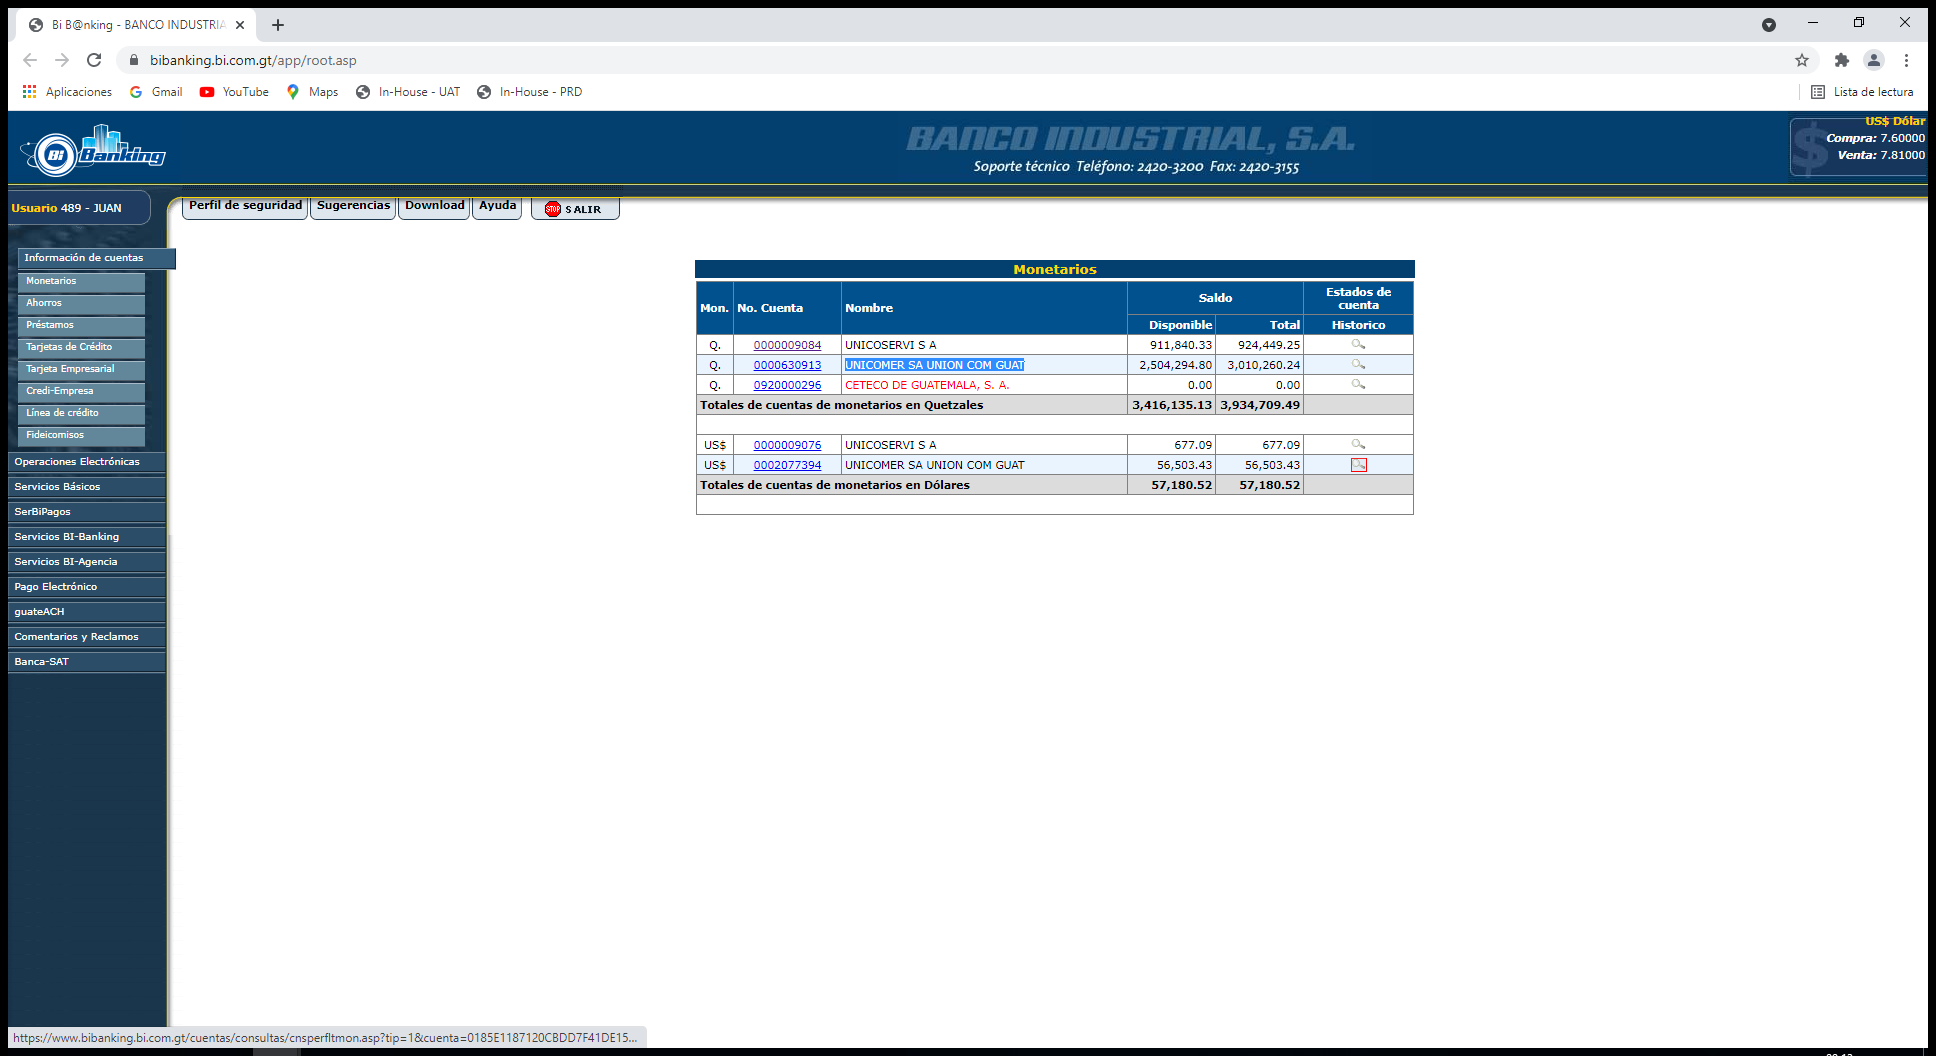 Bi B@nking - BANCO INDUSTRIA
bibanking.bi.com.gt/app/root.asp
Aplicaciones Gmail YouTube Maps In-House - UAT In-House - PRD Lista de lectura
Bi Banking
BANCO INDUSTRIAL, S.A.
Soporte técnico Teléfono: 2420-3200 Fax: 2420-3155
US$ Dólar
Compra: 7.60000
Venta: 7.81000
Usuario 489 - JUAN
Perfil de seguridad Sugerencias Download Ayuda STOP SALIR
Información de cuentas
Monetarios
Ahorros
Préstamos
Tarjetas de Crédito
Tarjeta Empresarial
Credi-Empresa
Línea de crédito
Fideicomisos
Operaciones Electrónicas
Servicios Básicos
SerBiPagos
Servicios BI-Banking
Servicios BI-Agencia
Pago Electrónico
guateACH
Comentarios y Reclamos
Banca-SAT
Monetarios
Mon. No. Cuenta Nombre Saldo Estados de cuenta
Disponible Total Historico
Q. 0000009084 UNICOSERVI S A 911,840.33 924,449.25
Q. 0000630913 UNICOMER SA UNION COM GUAT 2,504,294.80 3,010,260.24
Q. 0920000296 CETECO DE GUATEMALA, S. A. 0.00 0.00
Totales de cuentas de monetarios en Quetzales 3,416,135.13 3,934,709.49
US$ 0000009076 UNICOSERVI S A 677.09 677.09
US$ 0002077394 UNICOMER SA UNION COM GUAT 56,503.43 56,503.43
Totales de cuentas de monetarios en Dólares 57,180.52 57,180.52
https://www.bibanking.bi.com.gt/cuentas/consultas/cnsperfltmon.asp?tip=1&cuenta=0185E1187120CBDD7F41DE15...